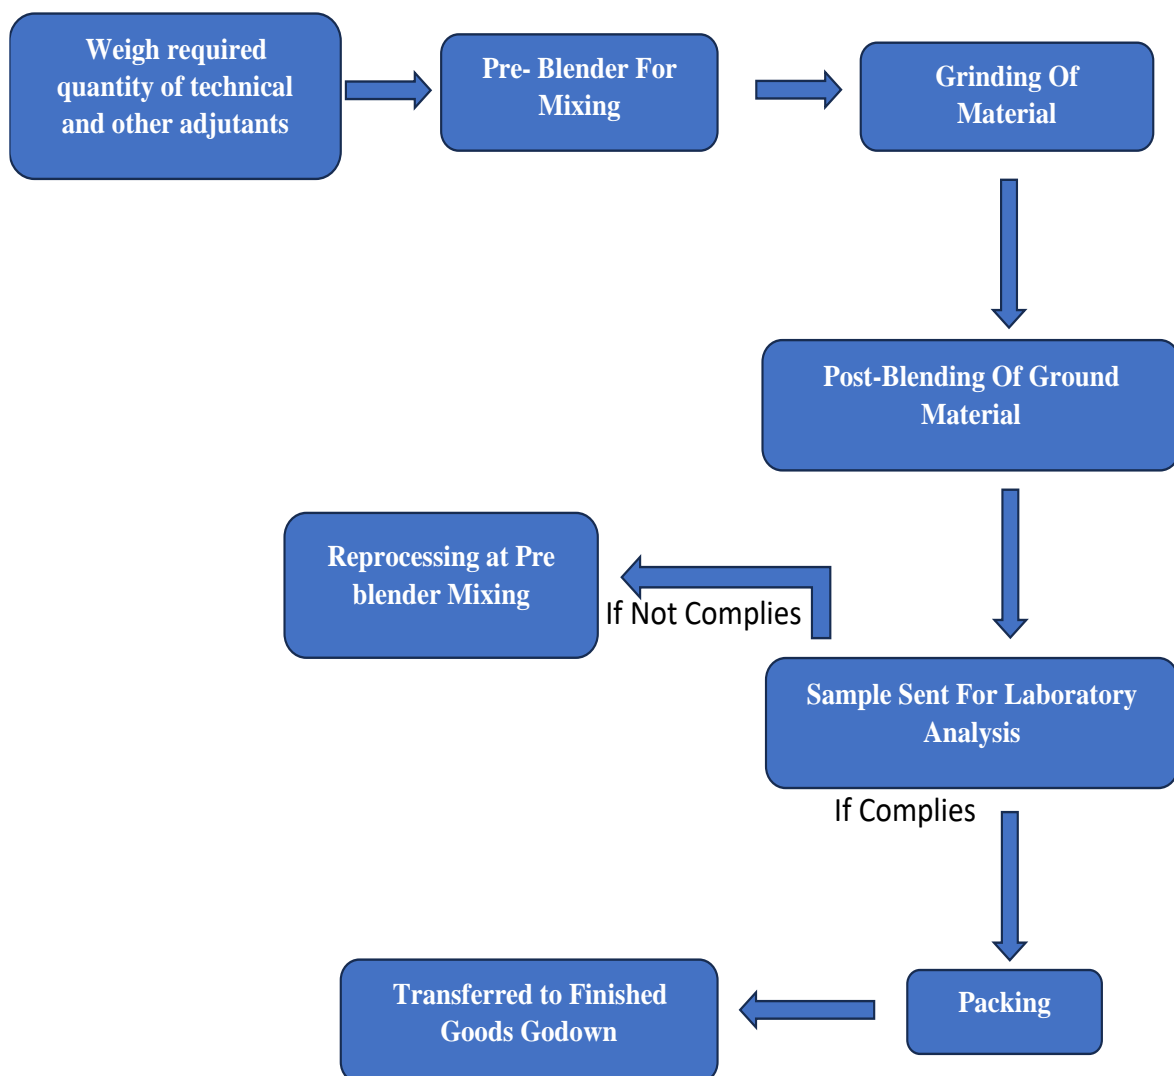 Weigh required
quantity of technical
and other adjutants
Pre- Blender For
Mixing
Grinding Of
Material
Post-Blending Of Ground
Material
Reprocessing at Pre
blender Mixing
If Not Complies
Sample Sent For Laboratory
Analysis
If Complies
Packing
Transferred to Finished
Goods Godown